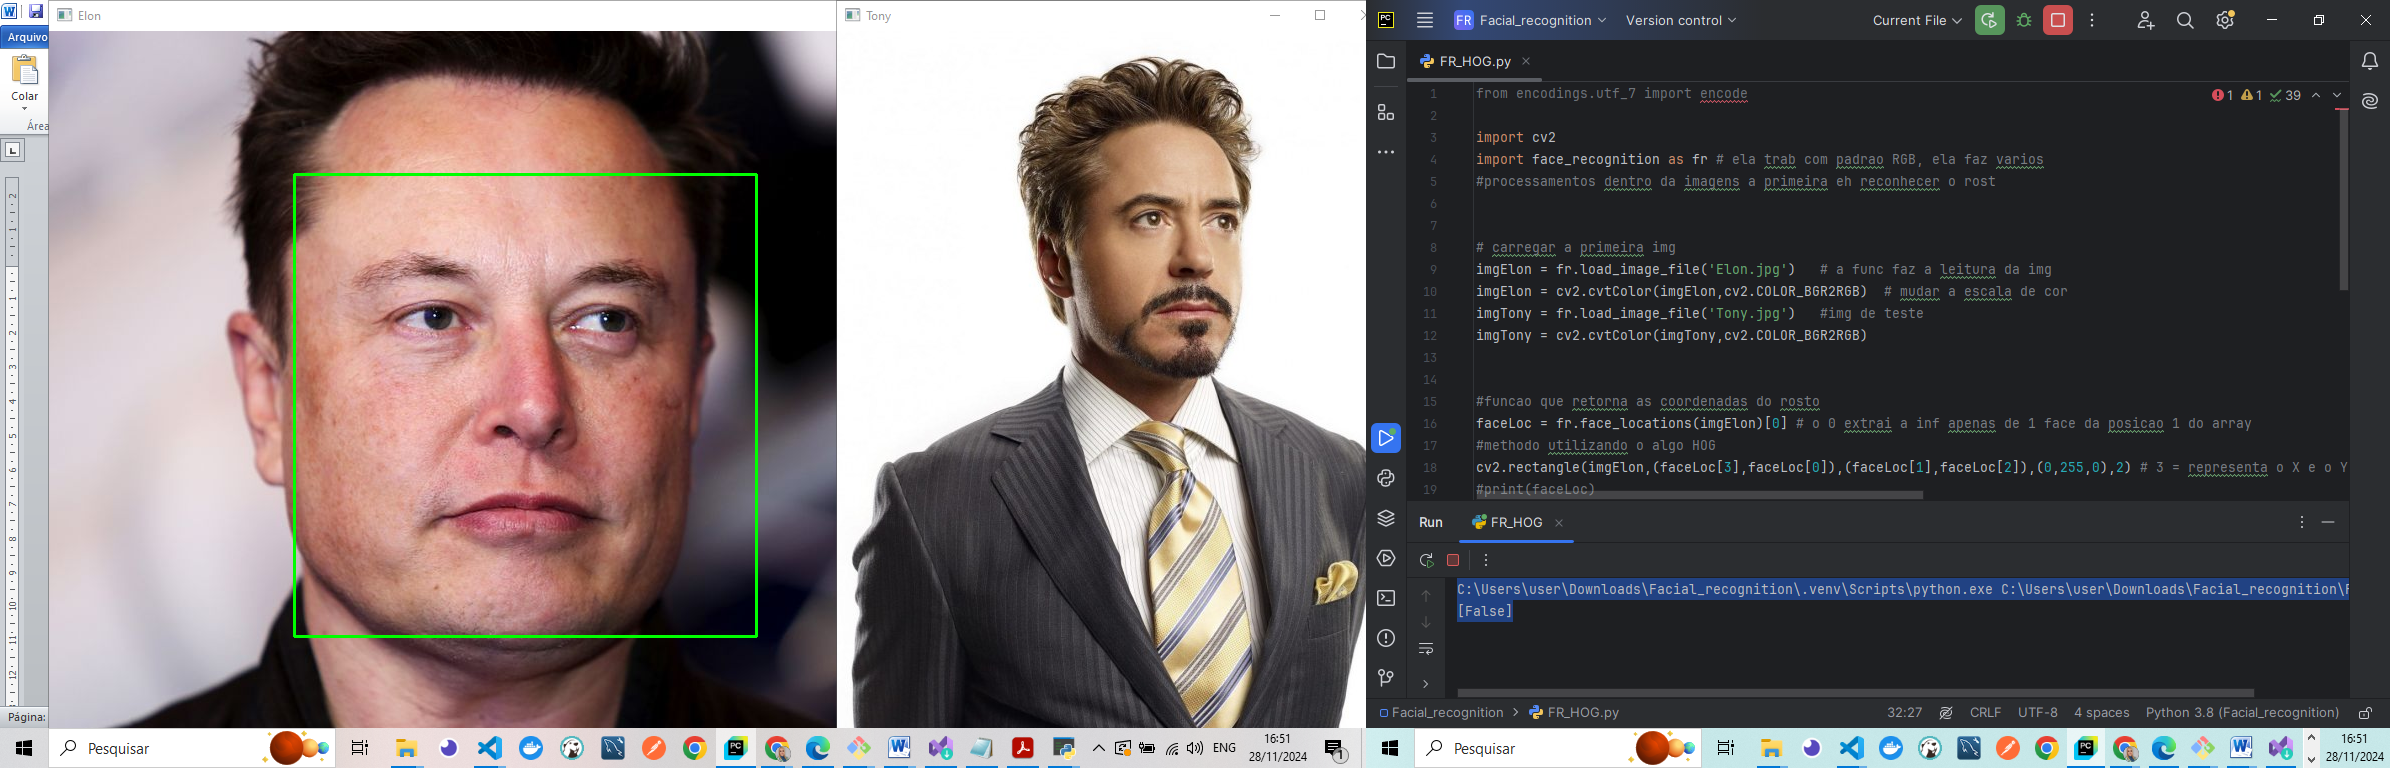 Arquivo
Colar
Área
Página:
Elon
Tony
FR Facial_recognition
Version control
Current File
FR_HOG.py
1 from encodings.utf_7 import encode
1 1 39
2
3 import cv2
4 import face_recognition as fr # ela trab com padrao RGB, ela faz varios
5 #processamentos dentro da imagens a primeira eh reconhecer o rost
6
7
8 # carregar a primeira img
9 imgElon = fr.load_image_file('Elon.jpg') # a func faz a leitura da img
10 imgElon = cv2.cvtColor(imgElon,cv2.COLOR_BGR2RGB) # mudar a escala de cor
11 imgTony = fr.load_image_file('Tony.jpg') #img de teste
12 imgTony = cv2.cvtColor(imgTony,cv2.COLOR_BGR2RGB)
13
14
15 #funcao que retorna as coordenadas do rosto
16 faceLoc = fr.face_locations(imgElon)[0] # o 0 extrai a inf apenas de 1 face da posicao 1 do array
17 #methodo utilizando o algo HOG
18 cv2.rectangle(imgElon,(faceLoc[3],faceLoc[0]),(faceLoc[1],faceLoc[2]),(0,255,0),2) # 3 = representa o X e o Y
19 #print(faceLoc)
Run FR_HOG
C:\Users\user\Downloads\Facial_recognition\.venv\Scripts\python.exe C:\Users\user\Downloads\Facial_recognition\F
[False]
Facial_recognition > FR_HOG.py
32:27 CRLF UTF-8 4 spaces Python 3.8 (Facial_recognition)
Pesquisar
ENG
16:51
28/11/2024
Pesquisar
16:51
28/11/2024